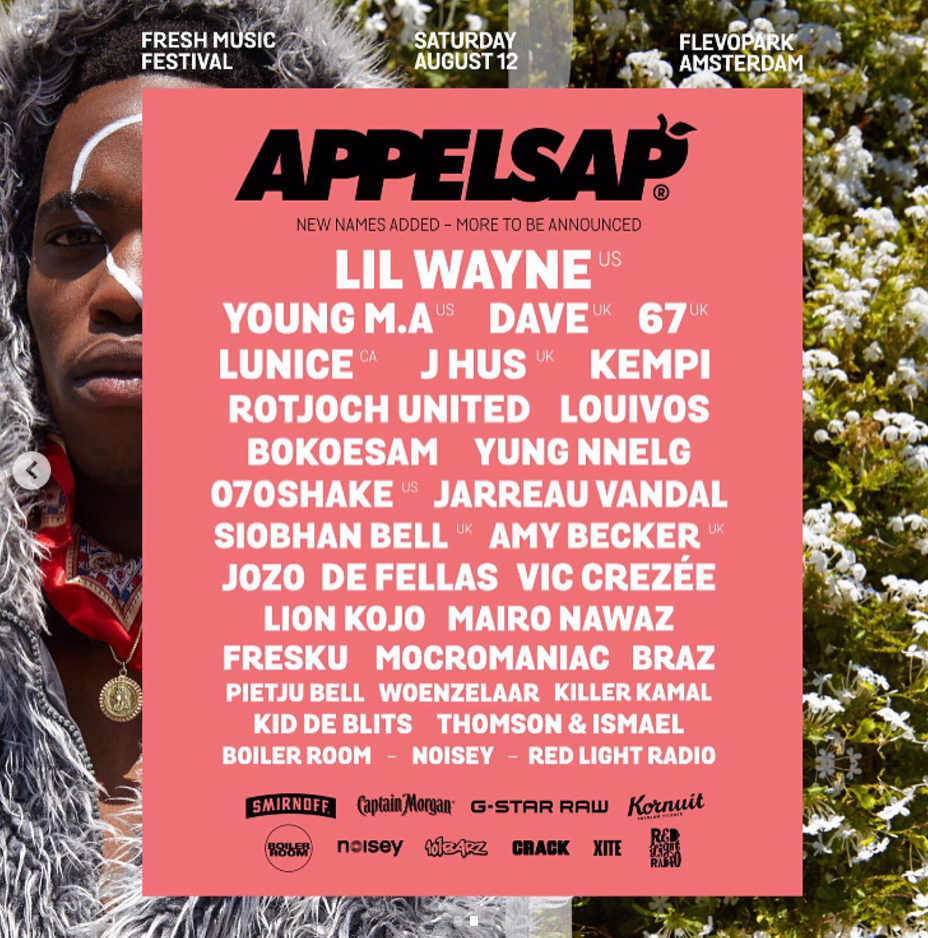 FRESH MUSIC FESTIVAL
SATURDAY AUGUST 12
FLEVOPARK AMSTERDAM
APPELSAP®
NEW NAMES ADDED – MORE TO BE ANNOUNCED
LIL WAYNE US
YOUNG M.A US DAVE UK 67 UK
LUNICE CA J HUS UK KEMPI
ROTJOCH UNITED LOUIVOS
BOKOESAM YUNG NNELG
070SHAKE US JARREAU VANDAL
SIOBHAN BELL UK AMY BECKER UK
JOZO DE FELLAS VIC CREZÉE
LION KOJO MAIRO NAWAZ
FRESKU MOCROMANIAC BRAZ
PIETJU BELL WOENZELAAR KILLER KAMAL
KID DE BLITS THOMSON & ISMAEL
BOILER ROOM – NOISEY – RED LIGHT RADIO
SMIRNOFF Captain Morgan G-STAR RAW Kornuit
BOILER ROOM noisey 101BARZ CRACK XITE RED LIGHT RADIO